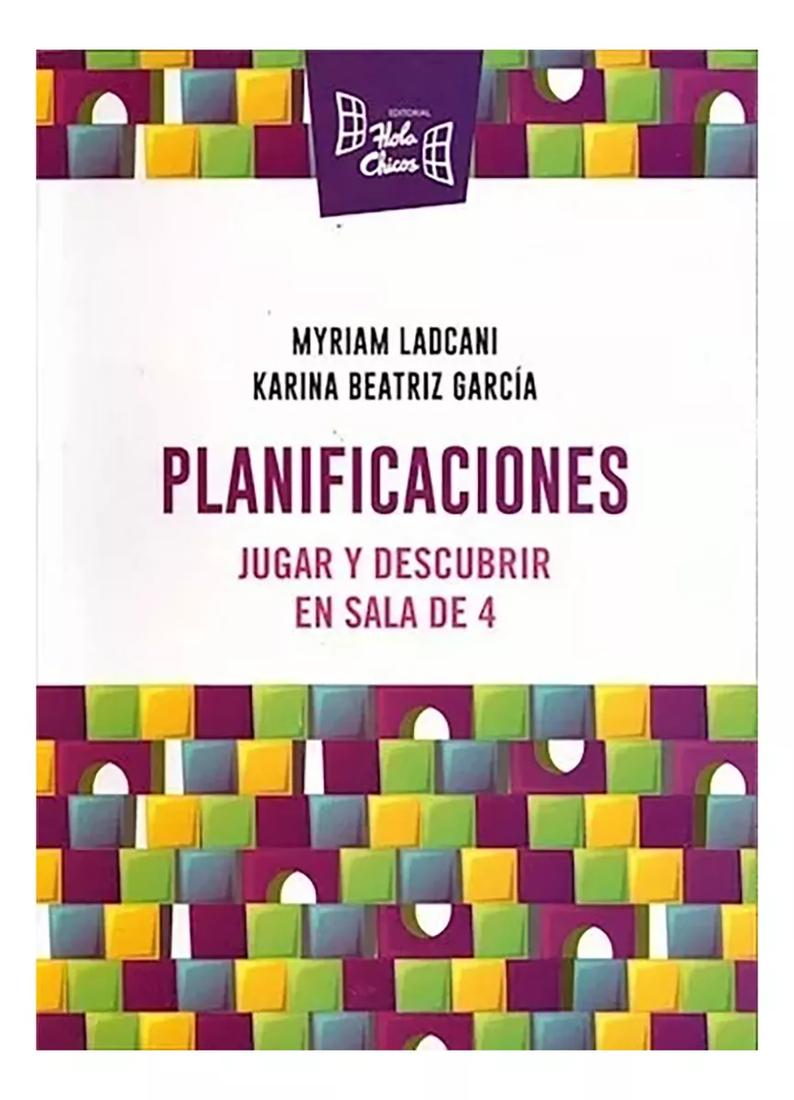 EDITORIAL
Hola
Chicos
MYRIAM LADCANI
KARINA BEATRIZ GARCÍA
PLANIFICACIONES
JUGAR Y DESCUBRIR
EN SALA DE 4